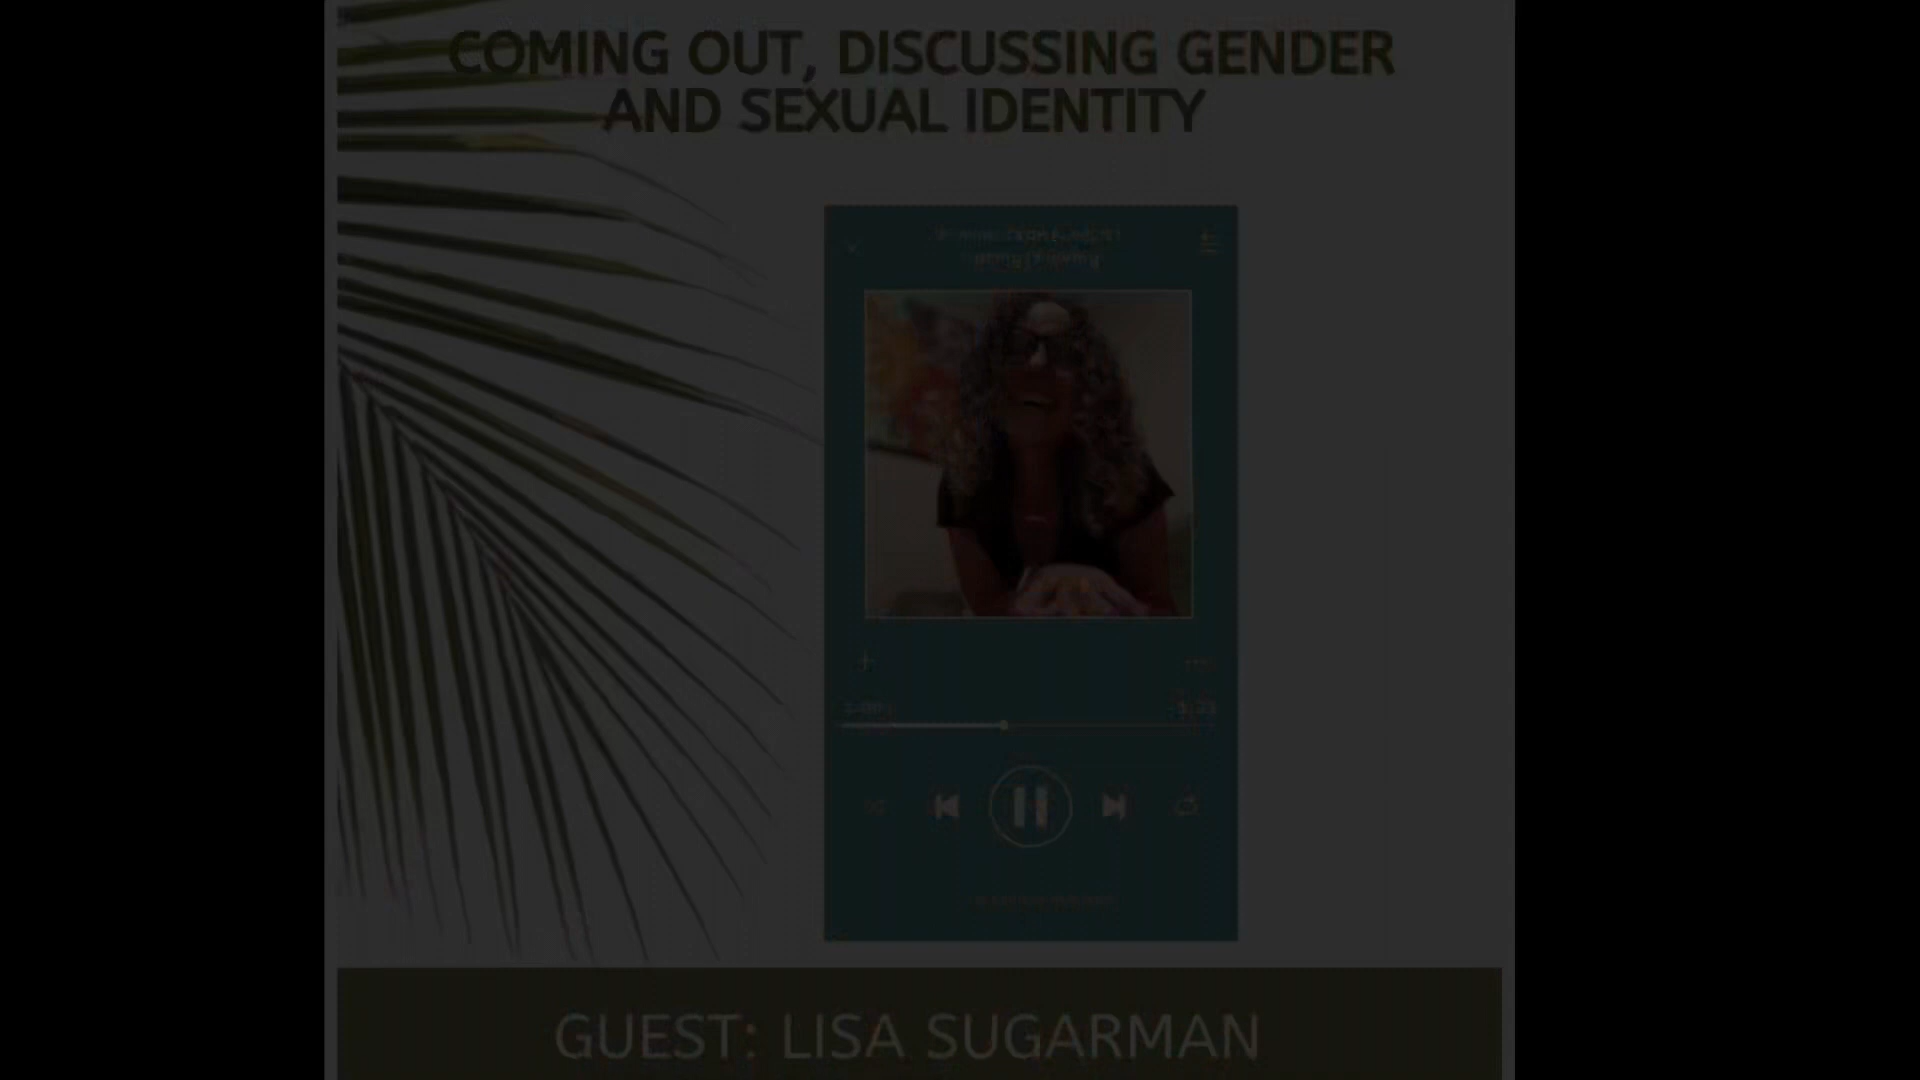 COMING OUT, DISCUSSING GENDER
AND SEXUAL IDENTITY
GUEST: LISA SUGARMAN